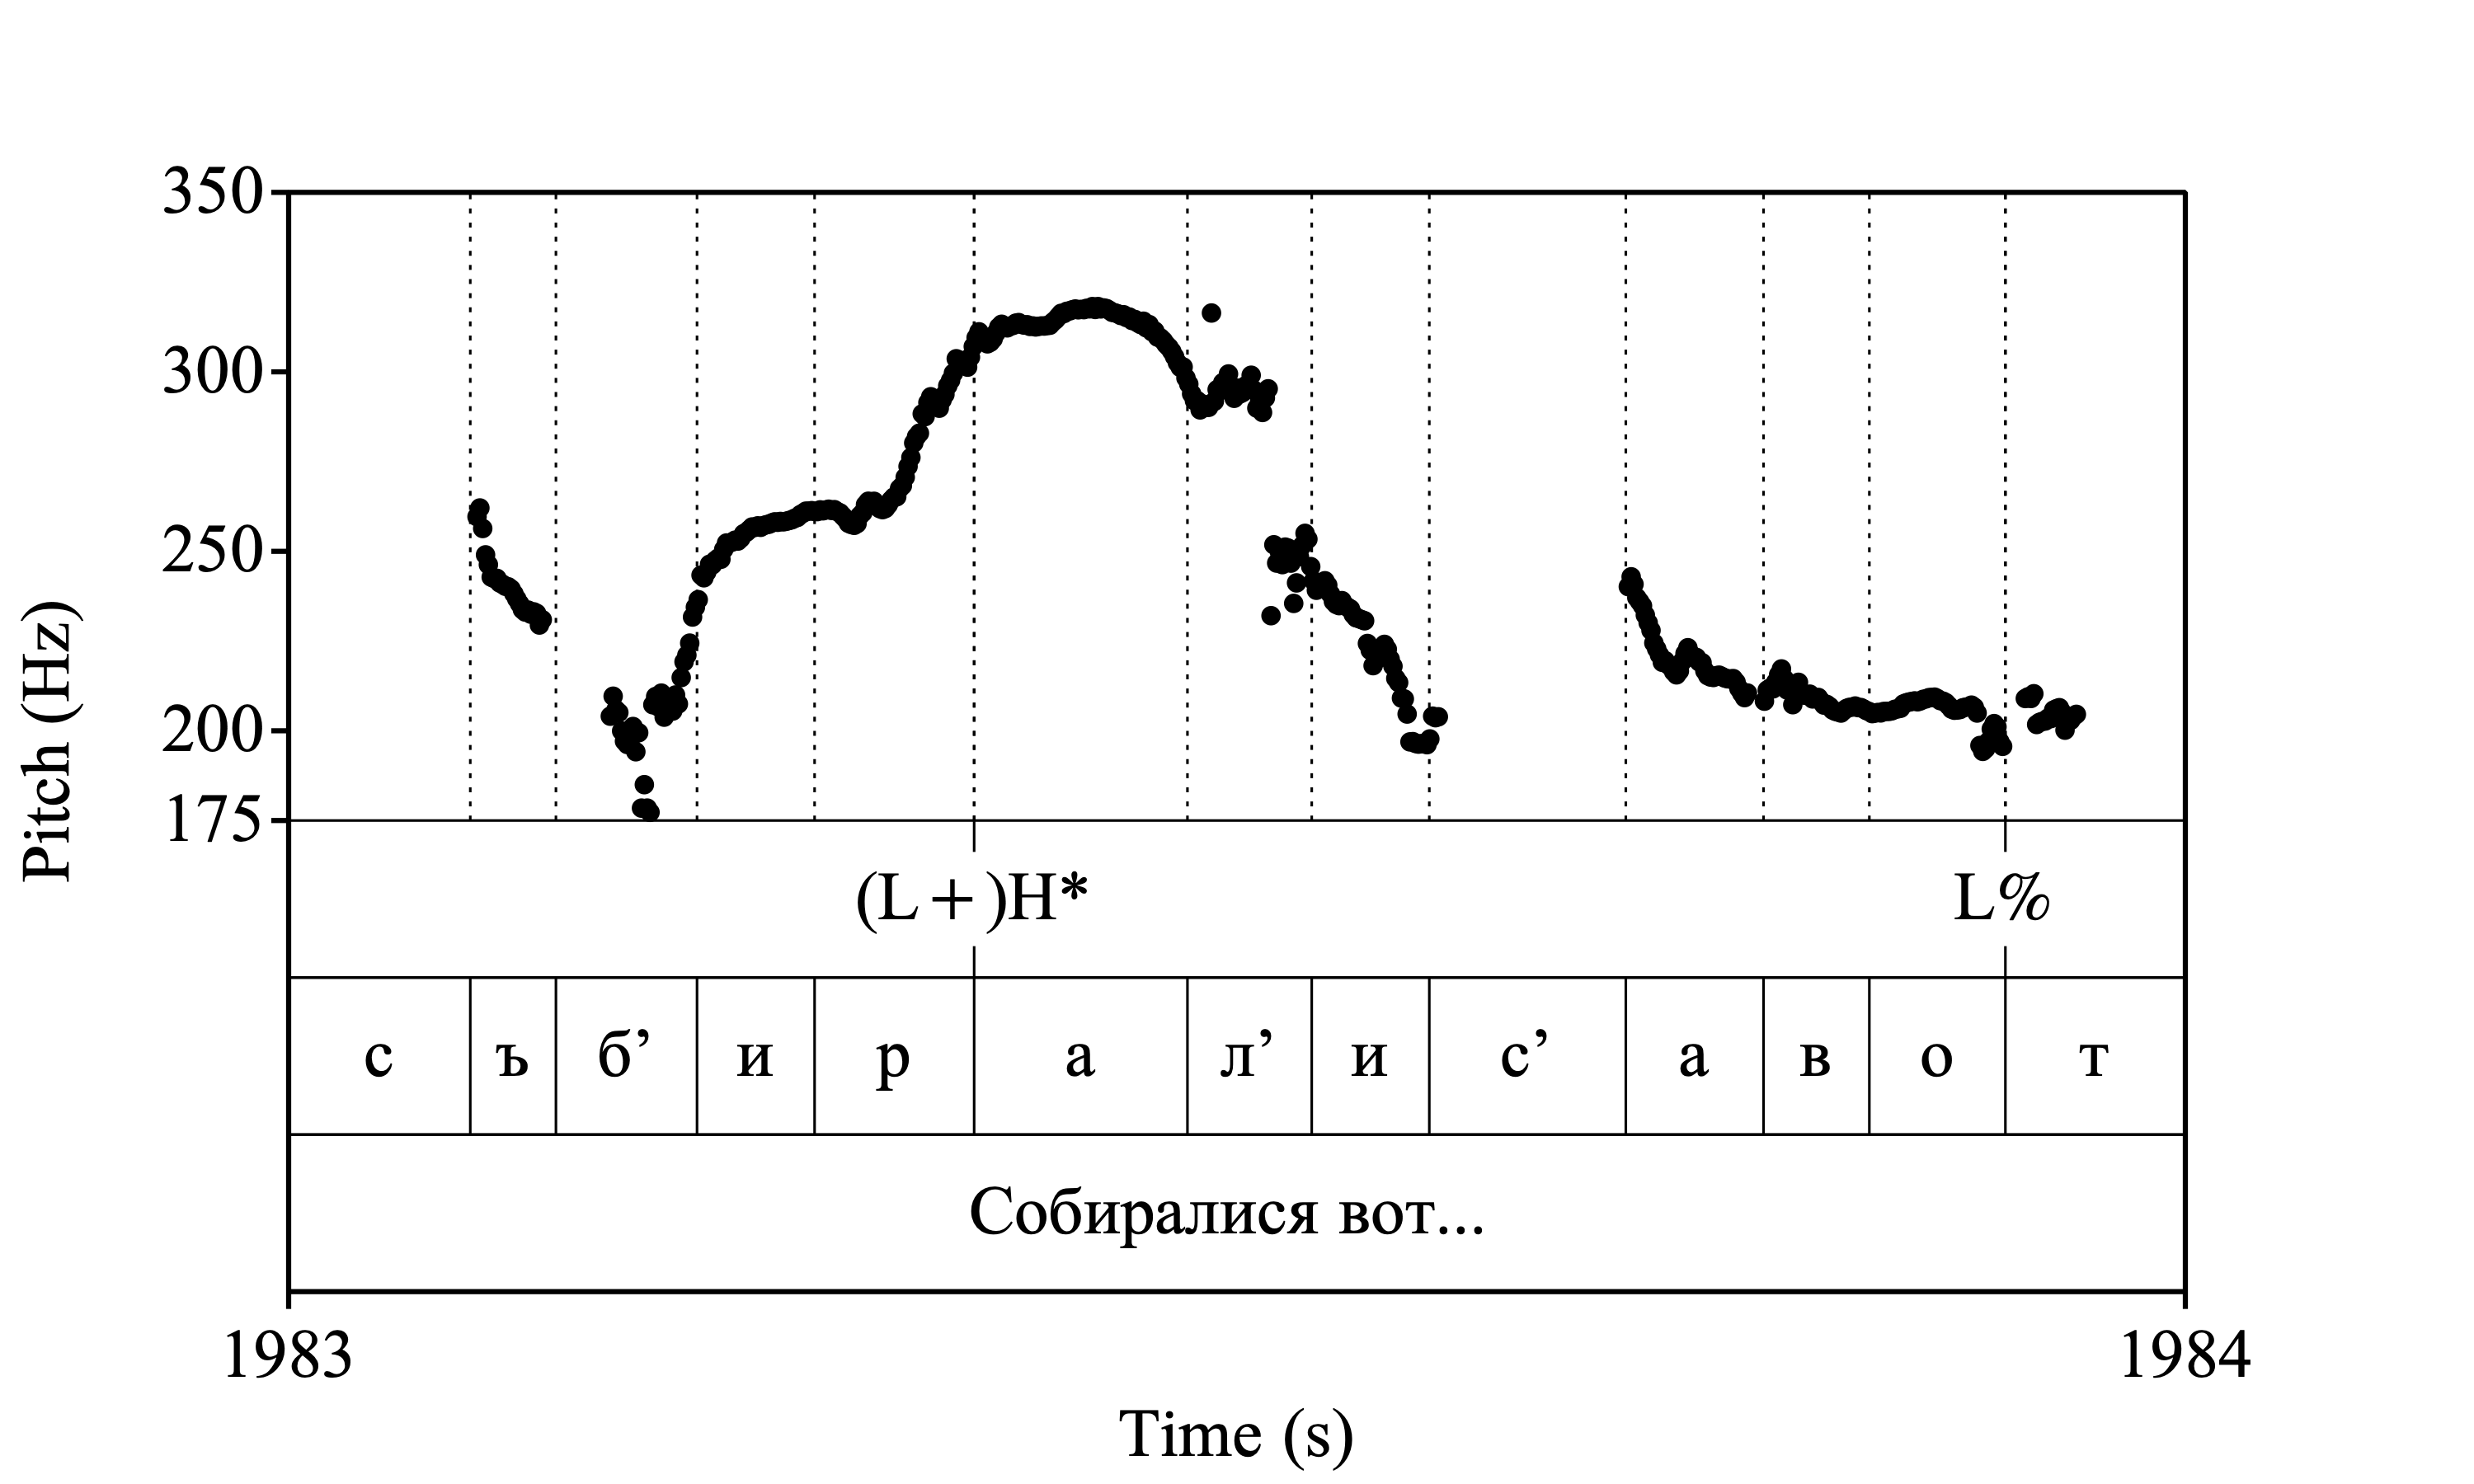 350
300
250
200
175
Pitch (Hz)
(L+)H* L%
с ъ б’ и р а л’ и с’ а в о т
Собиралися вот...
1983 1984
Time (s)